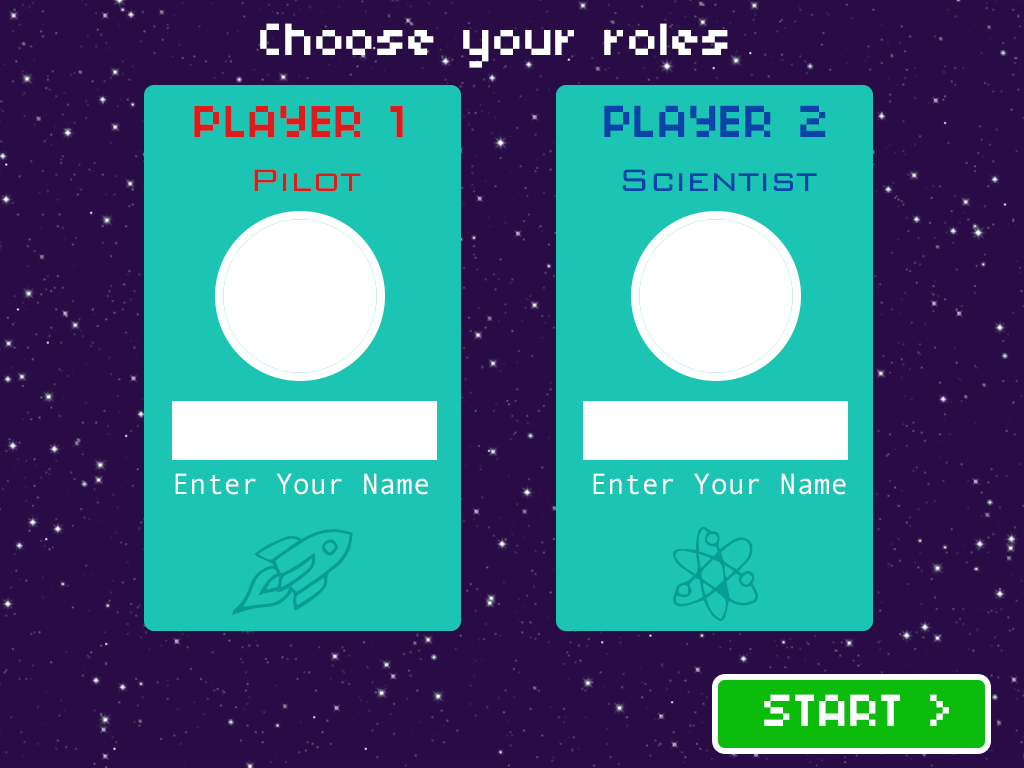 Choose your roles
PLAYER 1
Pilot
Enter Your Name
PLAYER 2
Scientist
Enter Your Name
START >